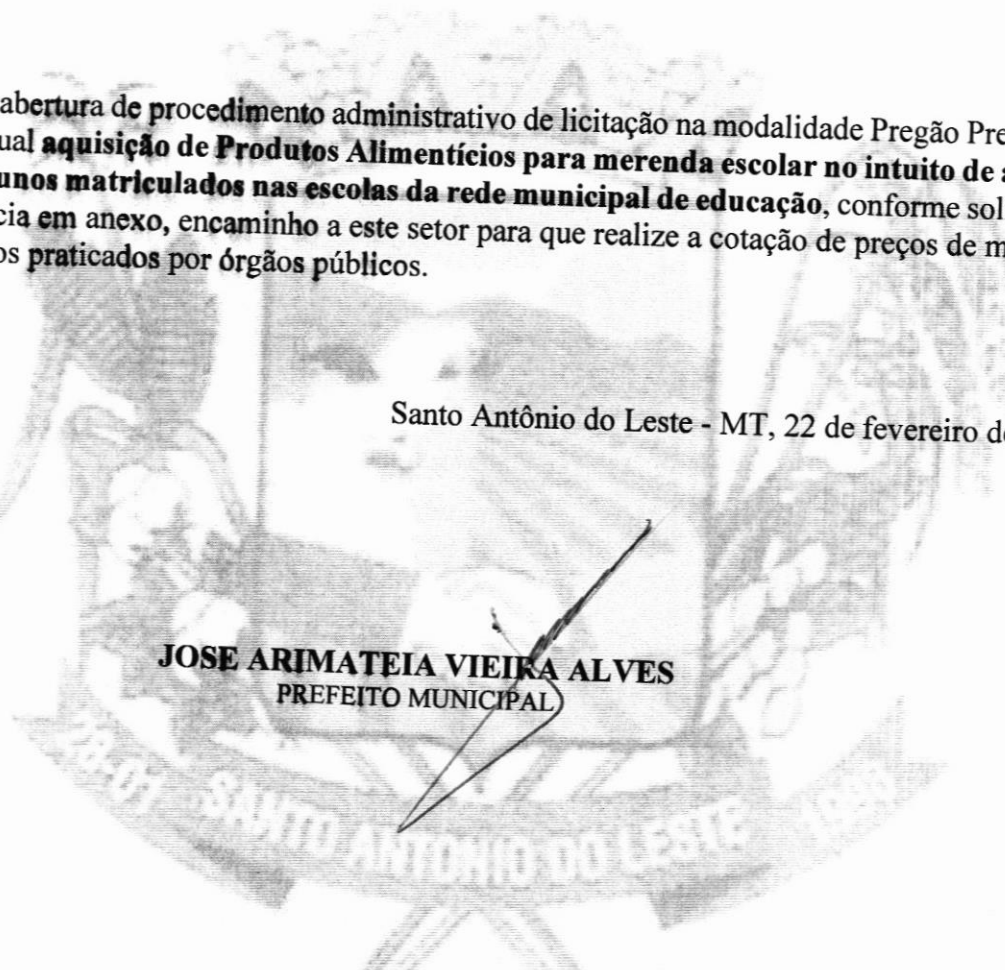 abertura de procedimento administrativo de licitação na modalidade Pregão Pre
ual aquisição de Produtos Alimentícios para merenda escolar no intuito de a
unos matriculados nas escolas da rede municipal de educação, conforme sol
cia em anexo, encaminho a este setor para que realize a cotação de preços de m
os praticados por órgãos públicos.
Santo Antônio do Leste - MT, 22 de fevereiro de
JOSE ARIMATEIA VIEIRA ALVES
PREFEITO MUNICIPAL
28-01 SANTO ANTONIO DO LESTE 1998